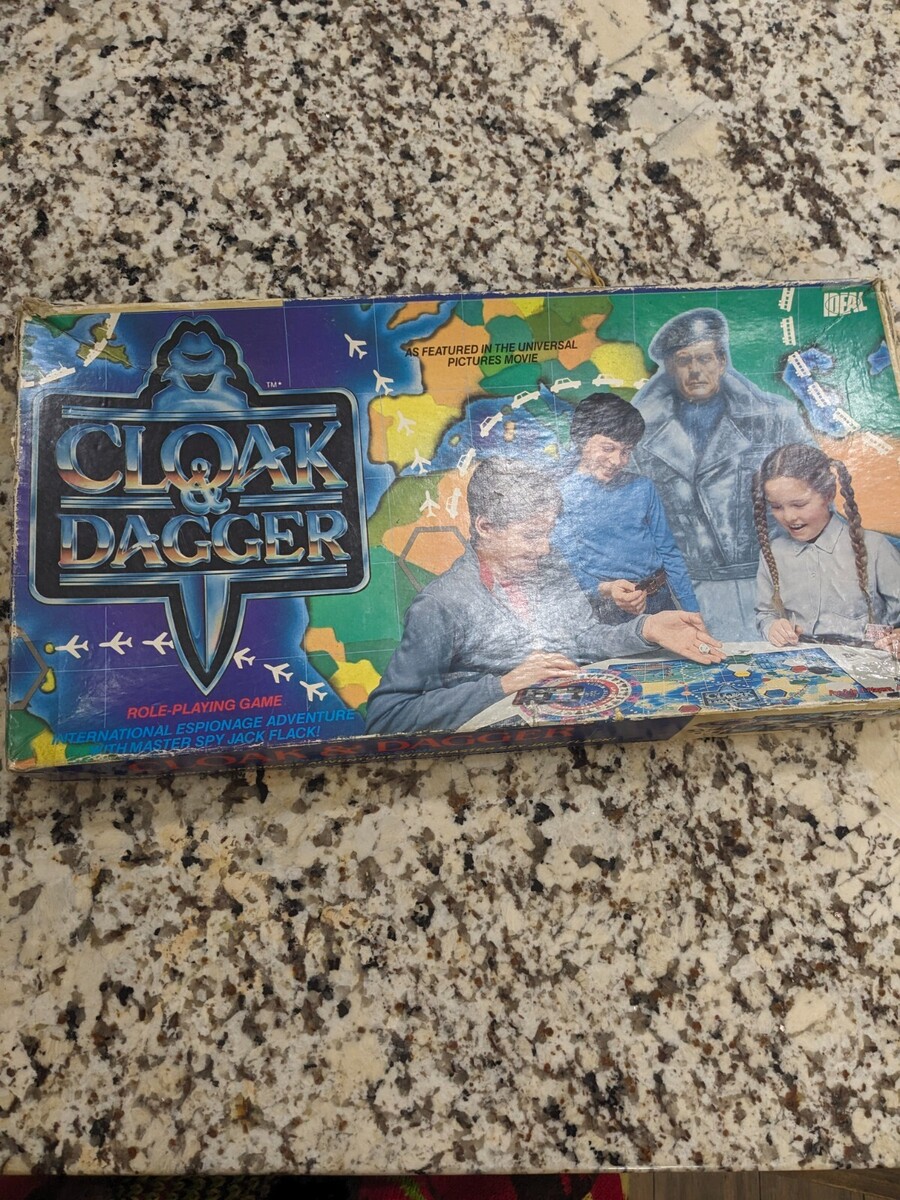 IDEAL
AS FEATURED IN THE UNIVERSAL
PICTURES MOVIE
TM*
CLOAK
&
DAGGER
ROLE-PLAYING GAME
INTERNATIONAL ESPIONAGE ADVENTURE
WITH MASTER SPY JACK FLACK!
CLOAK & DAGGER